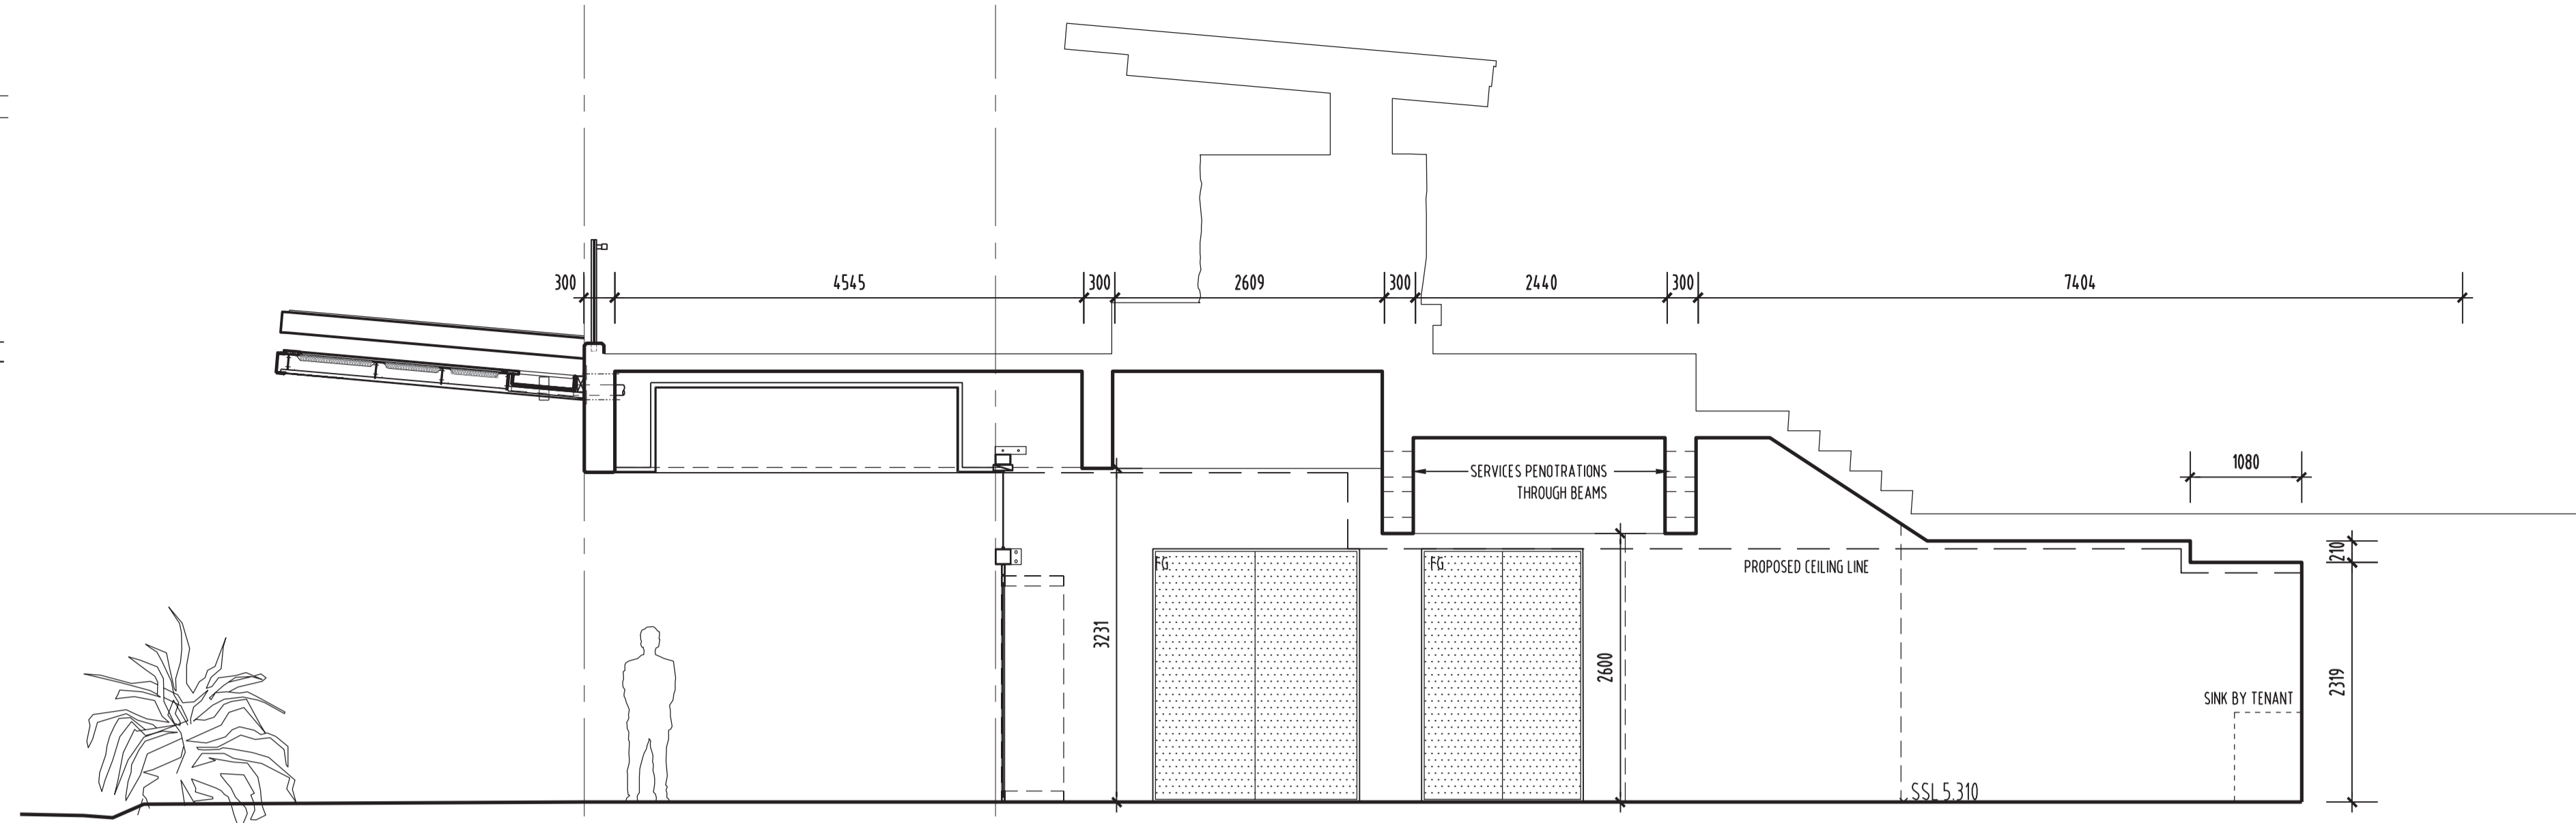 300
4545
300
2609
300
2440
300
7404
1080
SERVICES PENOTRATIONS
THROUGH BEAMS
210
FG
FG
PROPOSED CEILING LINE
3231
2600
2319
SINK BY TENANT
SSL 5.310